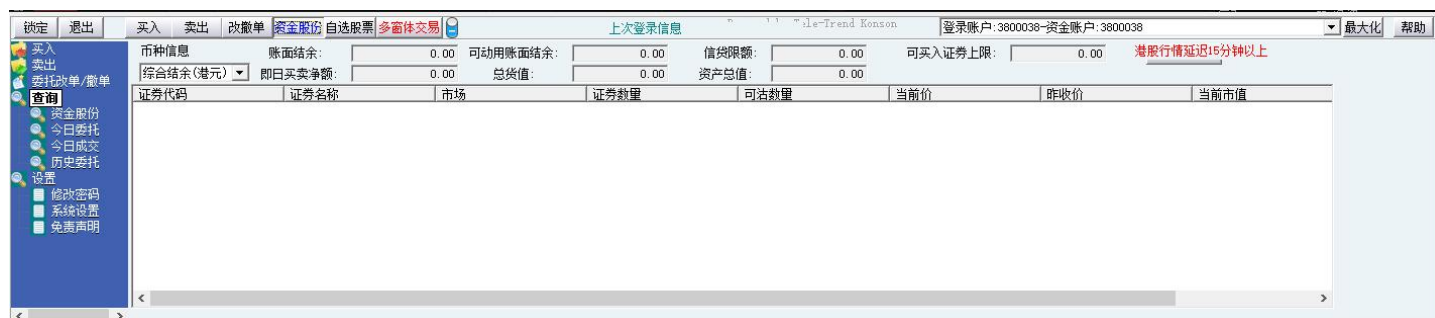 锁定 退出 买入 卖出 改撤单 资金股份 自选股票 多窗体交易 上次登录信息 ile-Trend Konson 登录账户:3800038-资金账户:3800038 最大化 帮助
买入 币种信息 账面结余: 0.00 可动用账面结余: 0.00 信贷限额: 0.00 可买入证券上限: 0.00 港股行情延迟15分钟以上
卖出
综合结余(港元) 即日买卖净额: 0.00 总货值: 0.00 资产总值: 0.00
委托改单/撤单
查询 证券代码 证券名称 市场 证券数量 可沽数量 当前价 昨收价 当前市值
资金股份
今日委托
今日成交
历史委托
设置
修改密码
系统设置
免责声明